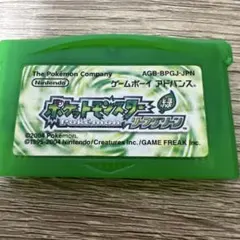 The Pokémon Company
AGB-BPGJ-JPN
Nintendo
ゲームボーイ アドバンス
ポケットモンスター
緑
POKéMON
リーフグリーン
©2004 Pokémon.
©1995-2004 Nintendo/Creatures Inc. /GAME FREAK Inc.